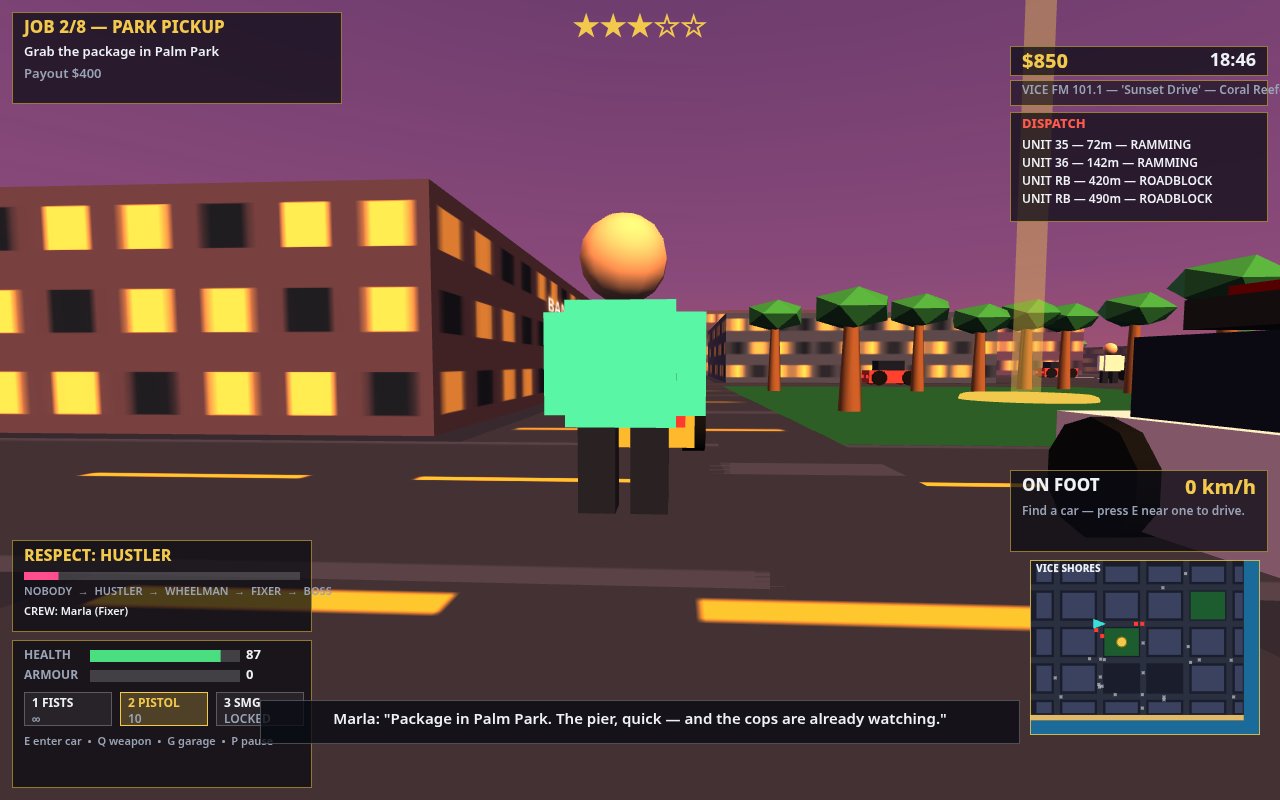 JOB 2/8 — PARK PICKUP
Grab the package in Palm Park
Payout $400
$850
18:46
VICE FM 101.1 — 'Sunset Drive' — Coral Reef
DISPATCH
UNIT 35 — 72m — RAMMING
UNIT 36 — 142m — RAMMING
UNIT RB — 420m — ROADBLOCK
UNIT RB — 490m — ROADBLOCK
ON FOOT
0 km/h
Find a car — press E near one to drive.
RESPECT: HUSTLER
NOBODY → HUSTLER → WHEELMAN → FIXER → BOSS
CREW: Marla (Fixer)
HEALTH 87
ARMOUR 0
1 FISTS
∞
2 PISTOL
10
3 SMG
LOCKED
E enter car • Q weapon • G garage • P pause
Marla: "Package in Palm Park. The pier, quick — and the cops are already watching."
VICE SHORES